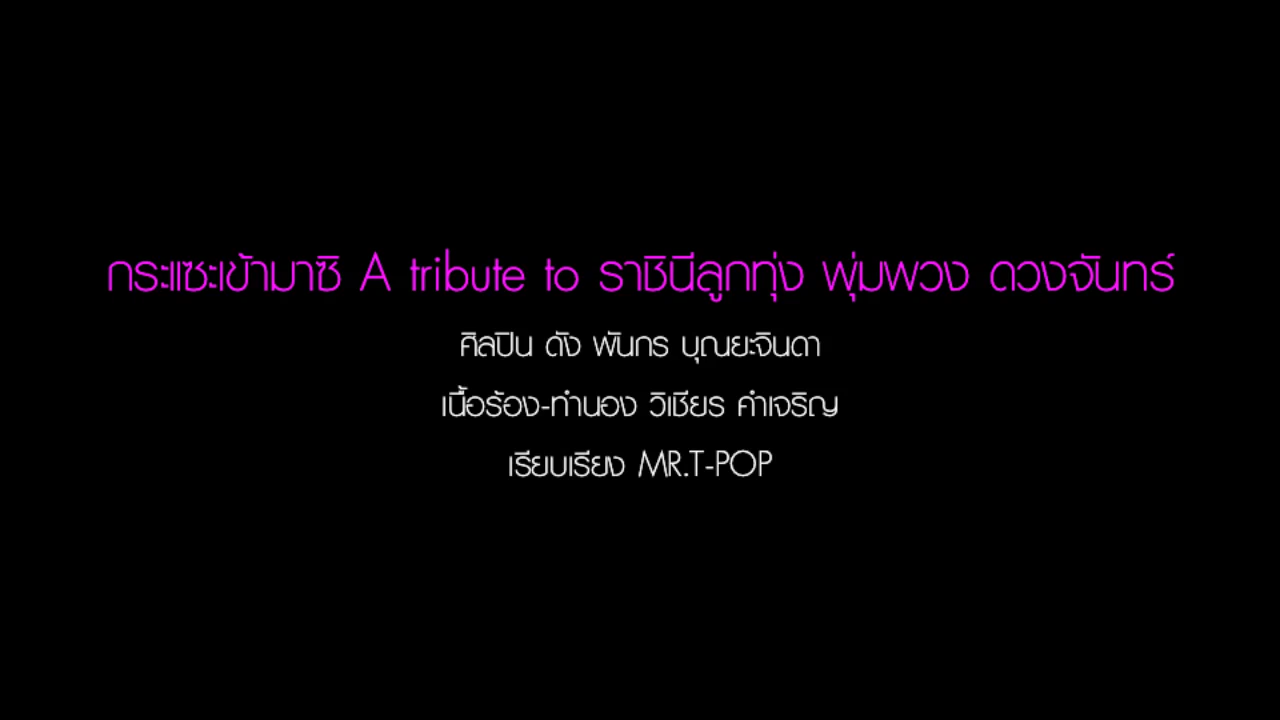 กระแซะเข้ามาซิ A tribute to ราชินีลูกทุ่ง พุ่มพวง ดวงจันทร์
ศิลปิน ดัง พันกร บุณยะจินดา
เนื้อร้อง-ทำนอง วิเชียร คำเจริญ
เรียบเรียง MR.T-POP